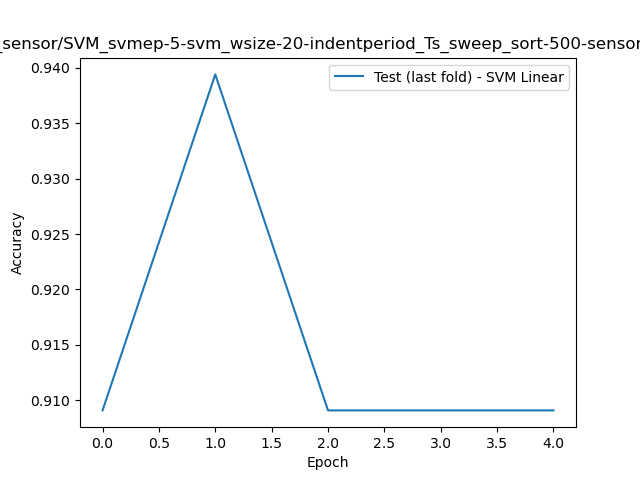 _sensor/SVM_svmep-5-svm_wsize-20-indentperiod_Ts_sweep_sort-500-sensor
Test (last fold) - SVM Linear
0.940
0.935
0.930
0.925
0.920
0.915
0.910
Accuracy
0.0 0.5 1.0 1.5 2.0 2.5 3.0 3.5 4.0
Epoch